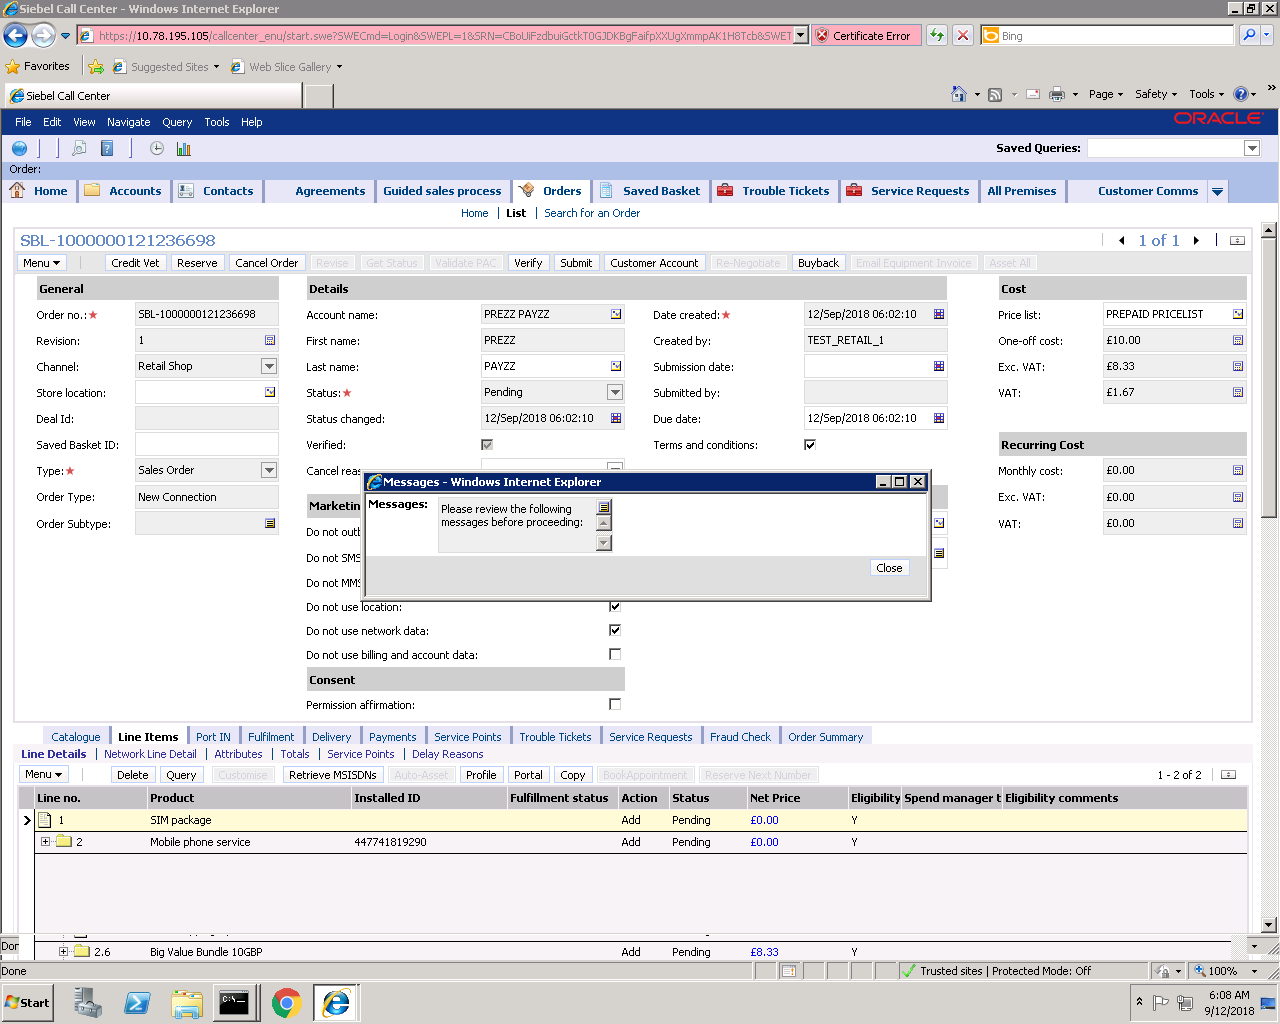 Siebel Call Center - Windows Internet Explorer
https://10.78.195.105/callcenter_enu/start.swe?SWECmd=Login&SWEPL=1&SRN=CBoUiFzdbuiGctkT0GJDKBgFaifpXXUgXmmpAK1H8Tcb&SWET
Certificate Error
Bing
Favorites
Suggested Sites
Web Slice Gallery
Siebel Call Center
Page
Safety
Tools
File Edit View Navigate Query Tools Help
ORACLE
Saved Queries:
Order:
Home
Accounts
Contacts
Agreements
Guided sales process
Orders
Saved Basket
Trouble Tickets
Service Requests
All Premises
Customer Comms
Home | List | Search for an Order
SBL-1000000121236698
1 of 1
Menu
Credit Vet
Reserve
Cancel Order
Revise
Get Status
Validate PAC
Verify
Submit
Customer Account
Re-Negotiate
Buyback
Email Equipment Invoice
Asset All
General
Details
Cost
Order no.:★ SBL-1000000121236698
Account name: PREZZ PAYZZ
Date created:★ 12/Sep/2018 06:02:10
Price list: PREPAID PRICELIST
Revision: 1
First name: PREZZ
Created by: TEST_RETAIL_1
One-off cost: £10.00
Channel: Retail Shop
Last name: PAYZZ
Submission date:
Exc. VAT: £8.33
Store location:
Status:★ Pending
Submitted by:
VAT: £1.67
Deal Id:
Status changed: 12/Sep/2018 06:02:10
Due date: 12/Sep/2018 06:02:10
Saved Basket ID:
Verified:
Terms and conditions:
Recurring Cost
Type:★ Sales Order
Cancel reas
Monthly cost: £0.00
Order Type: New Connection
Marketin
Exc. VAT: £0.00
Order Subtype:
Do not outb
VAT: £0.00
Do not SMS
Do not MMS
Do not use location:
Do not use network data:
Do not use billing and account data:
Consent
Permission affirmation:
Messages - Windows Internet Explorer
Messages: Please review the following
messages before proceeding:
Close
Catalogue
Line Items
Port IN
Fulfilment
Delivery
Payments
Service Points
Trouble Tickets
Service Requests
Fraud Check
Order Summary
Line Details | Network Line Detail | Attributes | Totals | Service Points | Delay Reasons
Menu
Delete
Query
Customise
Retrieve MSISDNs
Auto-Asset
Profile
Portal
Copy
BookAppointment
Reserve Next Number
1 - 2 of 2
Line no. Product Installed ID Fulfillment status Action Status Net Price Eligibility Spend manager t Eligibility comments
1 SIM package Add Pending £0.00 Y
2 Mobile phone service 447741819290 Add Pending £0.00 Y
Don
2.6 Big Value Bundle 10GBP Add Pending £8.33 Y
Done
Trusted sites | Protected Mode: Off
100%
Start
6:08 AM
9/12/2018